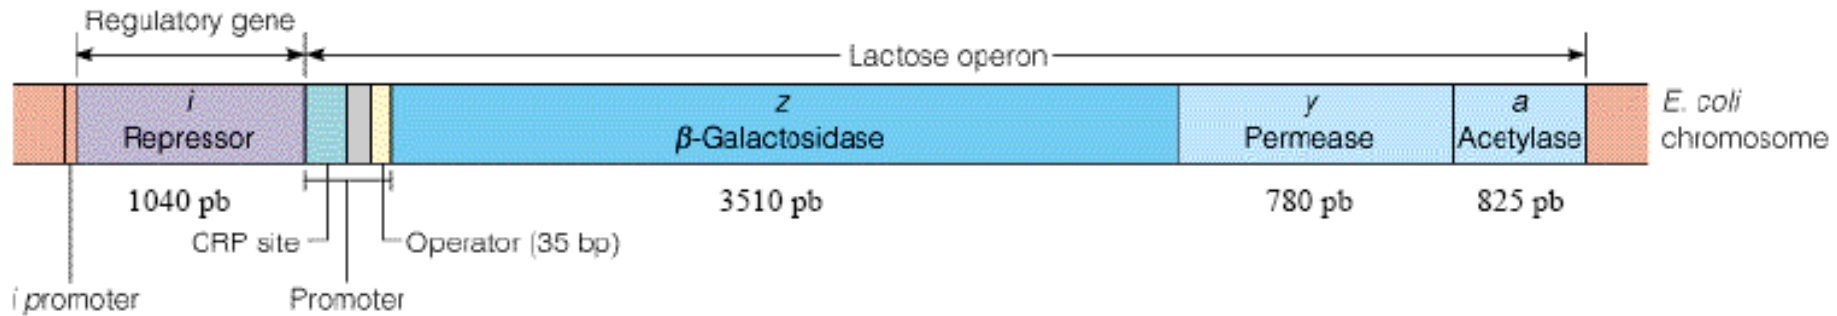 Regulatory gene
Lactose operon
i
Repressor
z
β-Galactosidase
y
Permease
a
Acetylase
E. coli
chromosome
1040 pb
3510 pb
780 pb
825 pb
CRP site
Operator (35 bp)
i promoter
Promoter